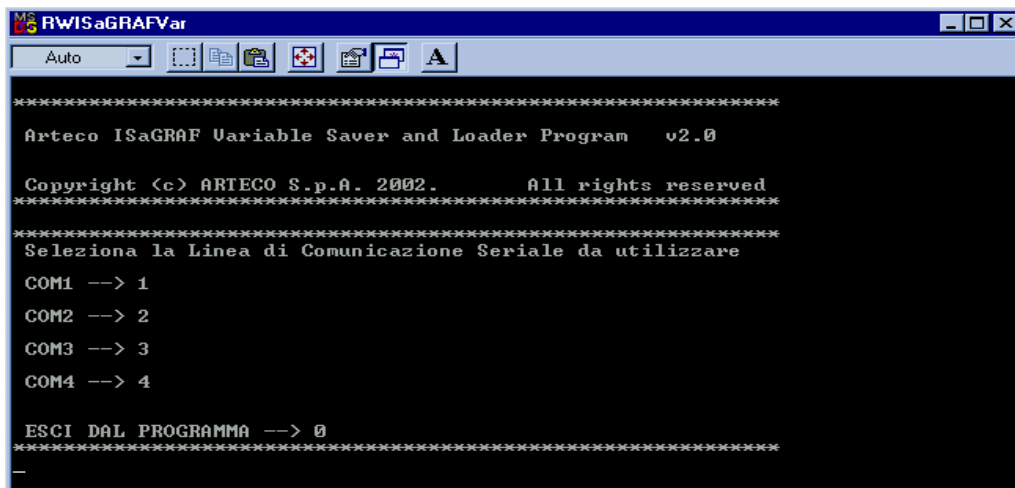 RWISaGRAFVar
Auto A
*************************************************************
Arteco ISaGRAF Variable Saver and Loader Program v2.0
Copyright (c) ARTECO S.p.A. 2002. All rights reserved
*************************************************************
*************************************************************
Seleziona la Linea di Comunicazione Seriale da utilizzare
COM1 --> 1
COM2 --> 2
COM3 --> 3
COM4 --> 4
ESCI DAL PROGRAMMA --> 0
*************************************************************
_